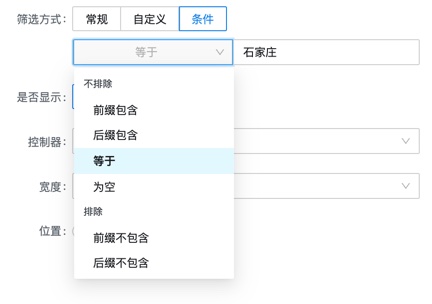 筛选方式: 常规 自定义 条件
等于 石家庄
不排除
是否显示:
前缀包含
后缀包含
控制器:
等于
宽度: 为空
排除
位置: 前缀不包含
后缀不包含